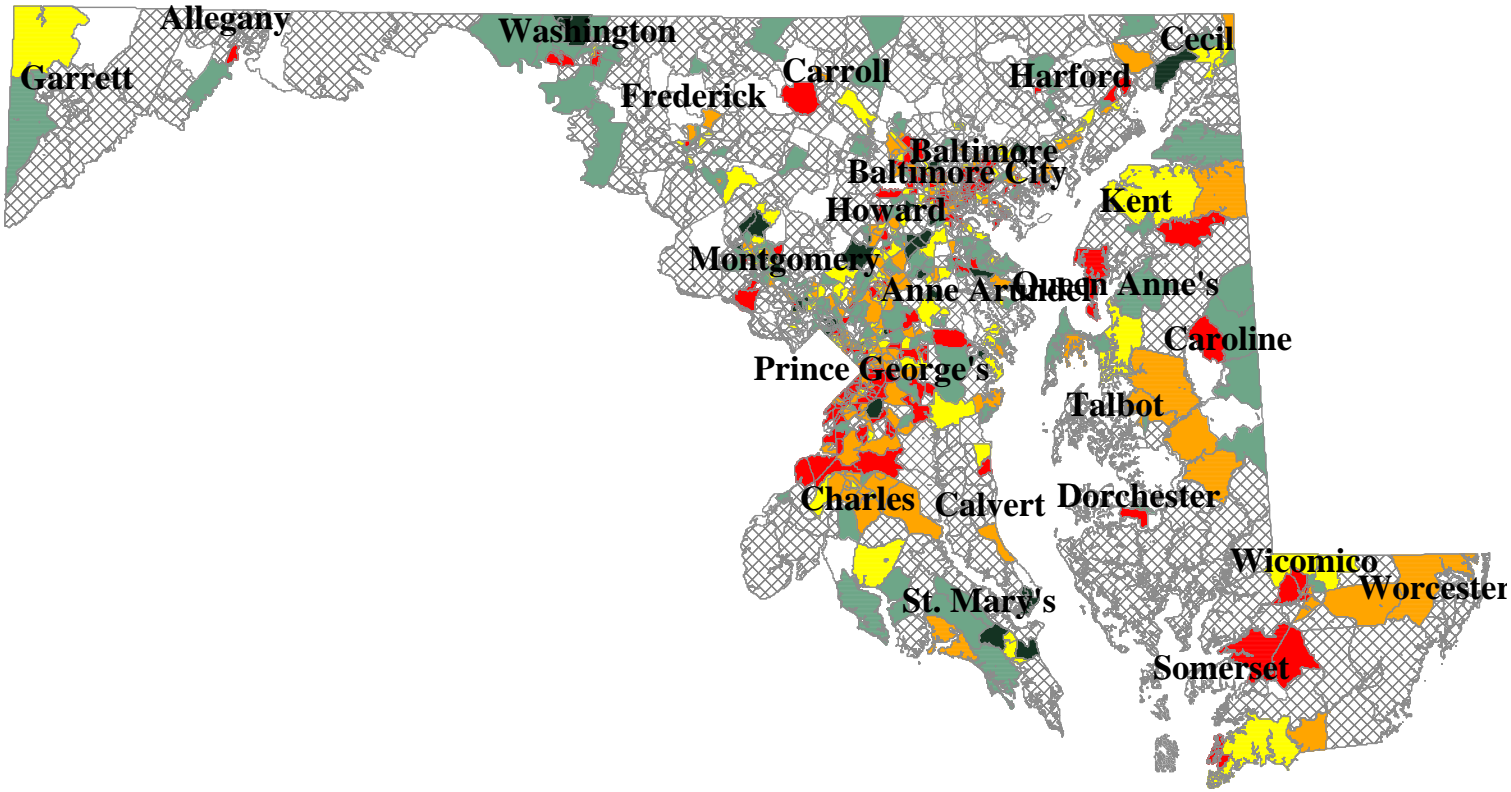 Allegany
Washington
Cecil
Garrett
Carroll
Harford
Frederick
Baltimore
Baltimore City
Kent
Howard
Montgomery
Anne Arundel
Queen Anne's
Caroline
Prince George's
Talbot
Charles
Calvert
Dorchester
Wicomico
Worcester
St. Mary's
Somerset